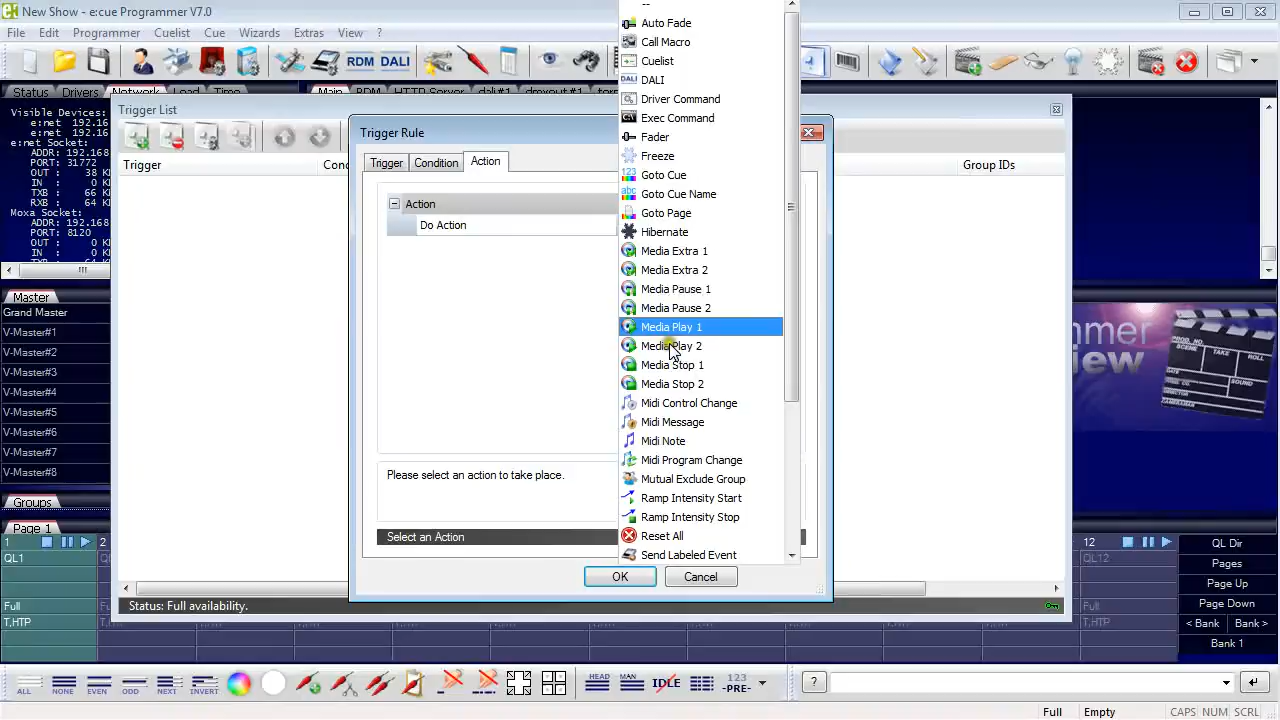 New Show - e:cue Programmer V7.0
File Edit Programmer Cuelist Cue Wizards Extras View ?
RDM DALI
Status Drivers Network Load Time
Main RDM HTTP Server dali #1 dmxout #1 trigger
Visible Devices:
e:net 192.16
e:net 192.16
e:net Socket:
ADDR: 192.168
PORT: 31772
OUT : 38 K
IN : 0 K
TXB : 66 K
RXB : 64 K
Moxa Socket:
ADDR: 192.168
PORT: 8120
OUT : 0 K
IN : 0 K
Trigger List
Trigger
Cond
Group IDs
Trigger Rule
Trigger Condition Action
Action
Do Action
Please select an action to take place.
Select an Action
OK Cancel
--
Auto Fade
Call Macro
Cuelist
DALI
Driver Command
Exec Command
Fader
Freeze
Goto Cue
Goto Cue Name
Goto Page
Hibernate
Media Extra 1
Media Extra 2
Media Pause 1
Media Pause 2
Media Play 1
Media Play 2
Media Stop 1
Media Stop 2
Midi Control Change
Midi Message
Midi Note
Midi Program Change
Mutual Exclude Group
Ramp Intensity Start
Ramp Intensity Stop
Reset All
Send Labeled Event
Master
Grand Master
V-Master#1
V-Master#2
V-Master#3
V-Master#4
V-Master#5
V-Master#6
V-Master#7
V-Master#8
Groups
Page 1
Status: Full availability.
1 2 12
QL1 QL12
Full Full
T,HTP T,HTP
QL Dir
Pages
Page Up
Page Down
< Bank Bank >
Bank 1
ALL NONE EVEN ODD NEXT INVERT
HEAD MAN IDLE 123 -PRE-
?
Full Empty CAPS NUM SCRL